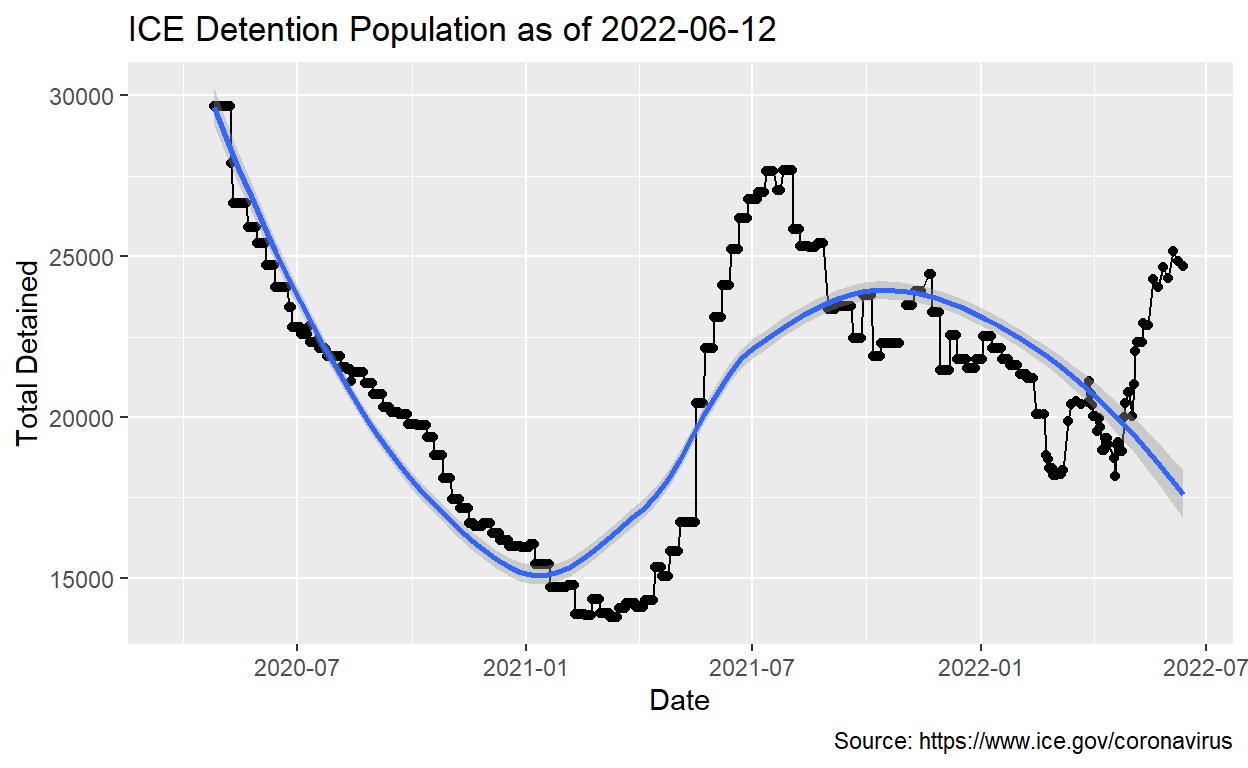 ICE Detention Population as of 2022-06-12
30000
25000
20000
15000
Total Detained
2020-07
2021-01
2021-07
2022-01
2022-07
Date
Source: https://www.ice.gov/coronavirus